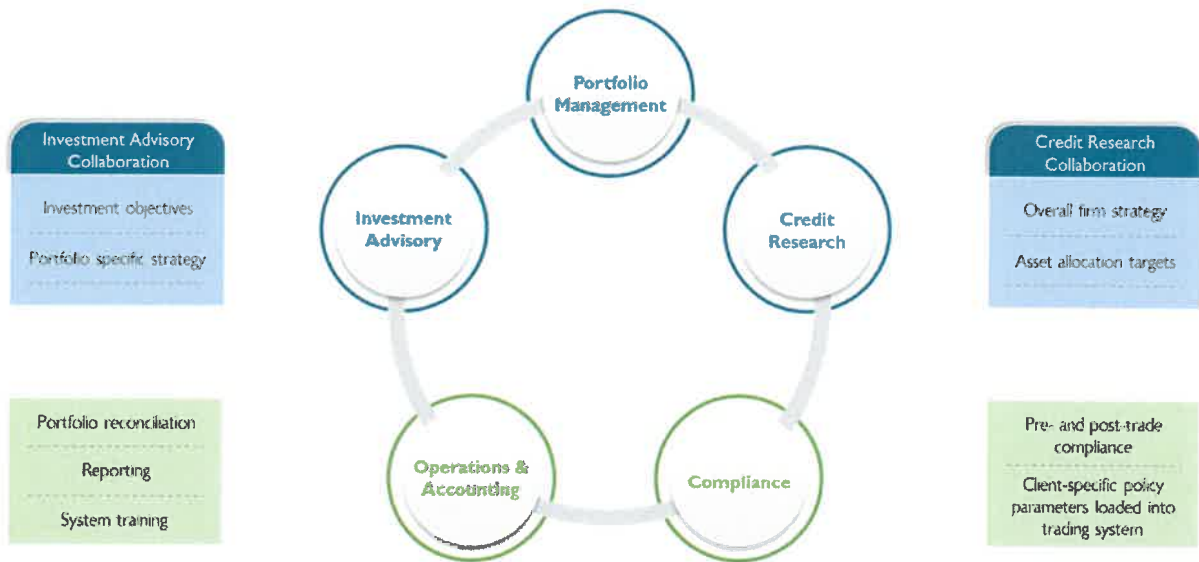 Portfolio
Management
Investment Advisory
Collaboration
Investment objectives
Portfolio specific strategy
Investment
Advisory
Credit
Research
Credit Research
Collaboration
Overall firm strategy
Asset allocation targets
Portfolio reconciliation
Reporting
System training
Operations &
Accounting
Compliance
Pre- and post-trade
compliance
Client-specific policy
parameters loaded into
trading system